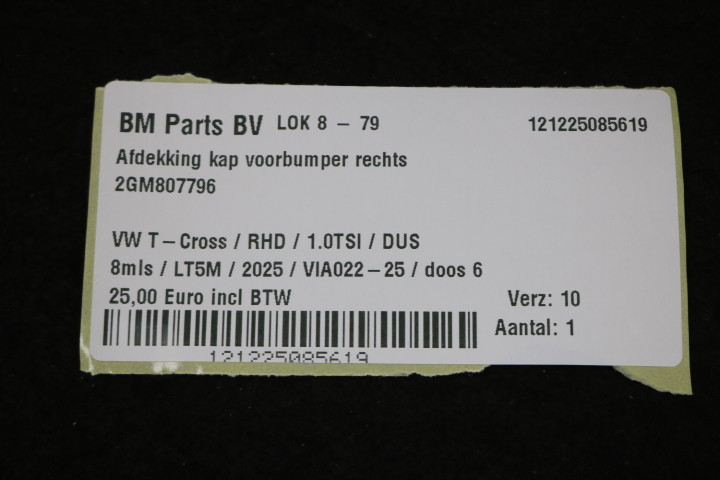 BM Parts BV LOK 8 - 79 121225085619
Afdekking kap voorbumper rechts
2GM807796
VW T-Cross / RHD / 1.0TSI / DUS
8mls / LT5M / 2025 / VIA022-25 / doos 6
25,00 Euro incl BTW Verz: 10
Aantal: 1
121225085619